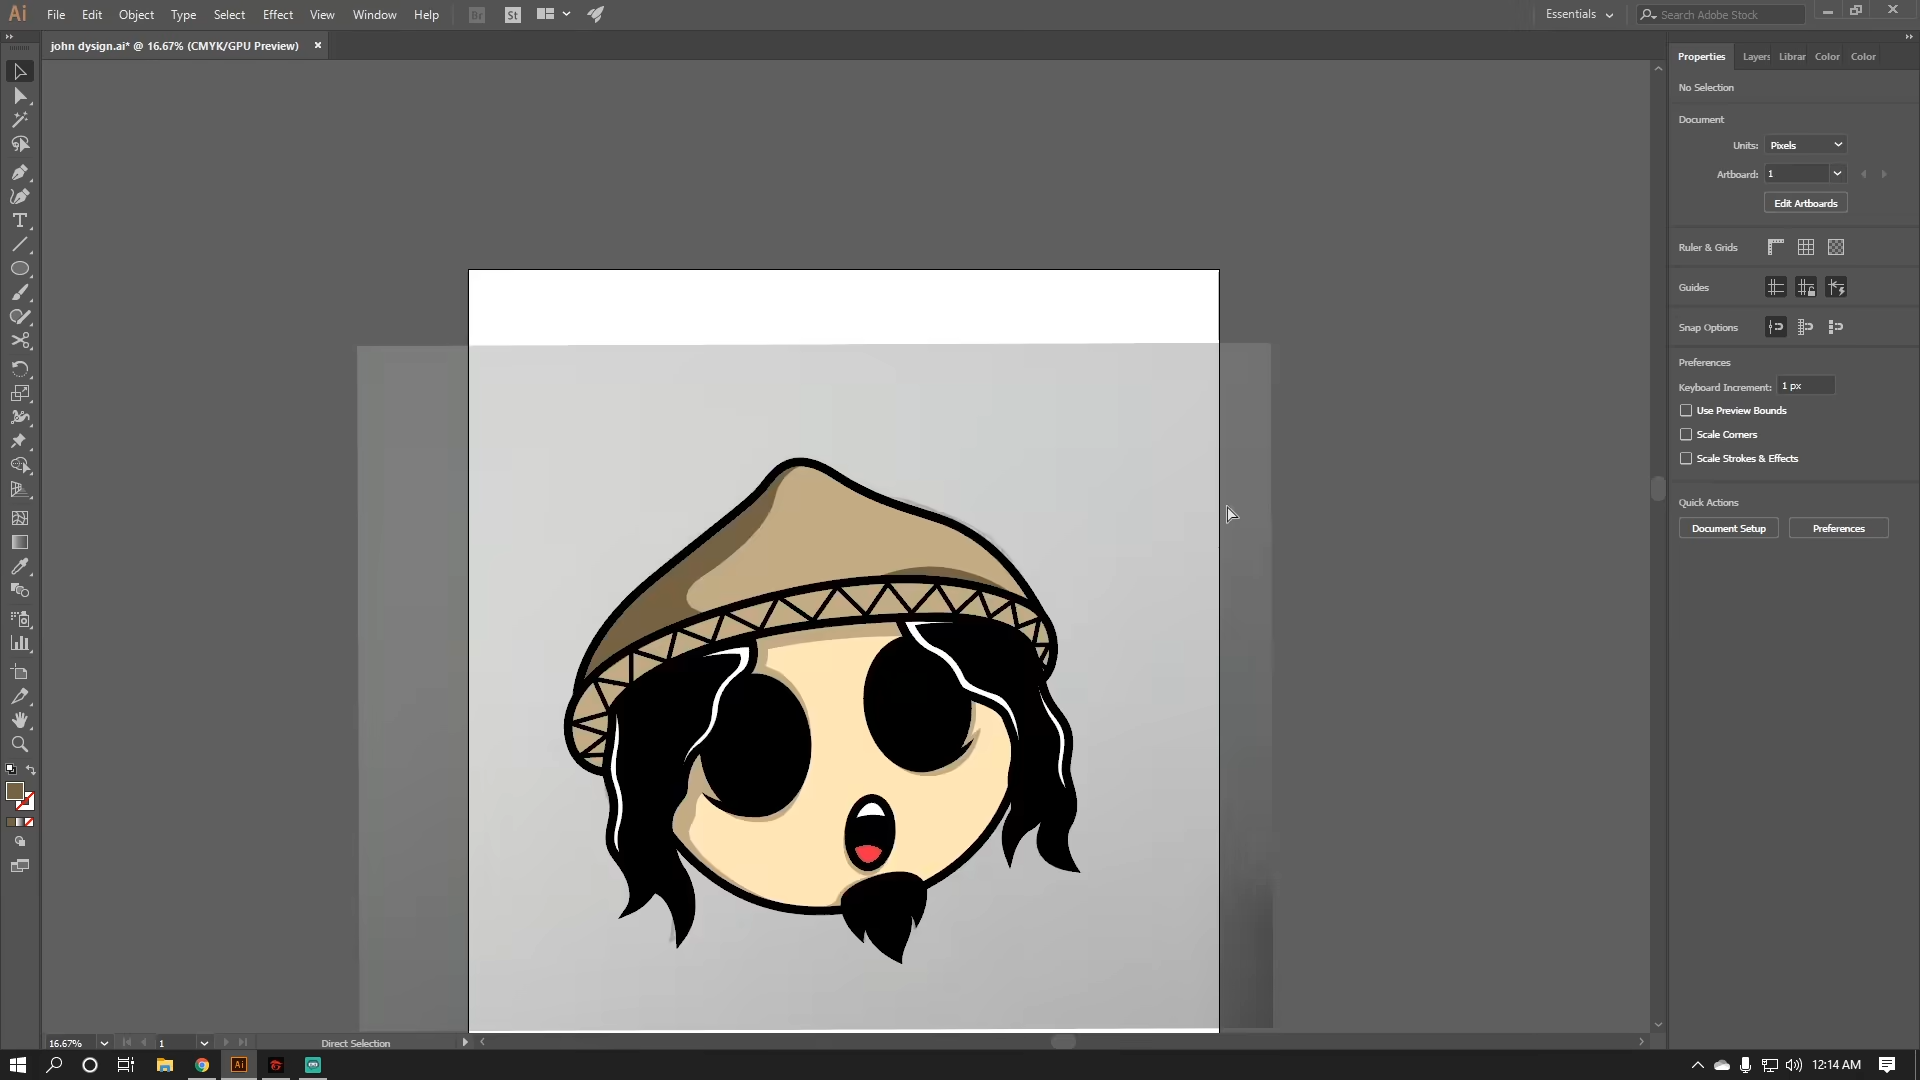 Ai File Edit Object Type Select Effect View Window Help Br St Essentials Search Adobe Stock
john dysign.ai* @ 16.67% (CMYK/GPU Preview) ×
Properties Layers Librar Color Color
No Selection
Document
Units: Pixels
Artboard: 1
Edit Artboards
Ruler & Grids
Guides
Snap Options
Preferences
Keyboard Increment: 1 px
Use Preview Bounds
Scale Corners
Scale Strokes & Effects
Quick Actions
Document Setup Preferences
16.67% 1 Direct Selection
Ai 12:14 AM